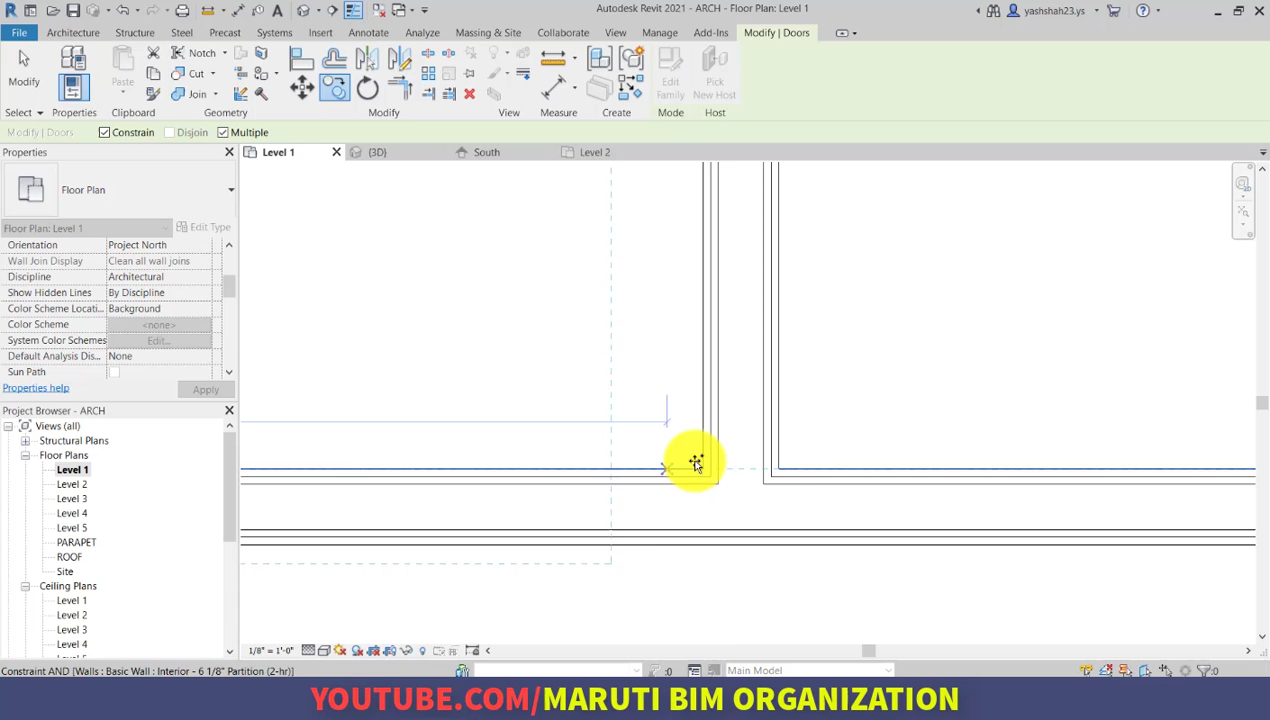 Autodesk Revit 2021 - ARCH - Floor Plan: Level 1
yashshah23.ys
File Architecture Structure Steel Precast Systems Insert Annotate Analyze Massing & Site Collaborate View Manage Add-Ins Modify | Doors
Modify
Paste
Notch
Cut
Join
Edit Family
Pick New Host
Select Properties Clipboard Geometry Modify View Measure Create Mode Host
Modify | Doors Constrain Disjoin Multiple
Properties
Level 1 {3D} South Level 2
Floor Plan
Floor Plan: Level 1 Edit Type
Orientation Project North
Wall Join Display Clean all wall joins
Discipline Architectural
Show Hidden Lines By Discipline
Color Scheme Locati... Background
Color Scheme <none>
System Color Schemes Edit...
Default Analysis Dis... None
Sun Path
Properties help Apply
Project Browser - ARCH
Views (all)
Structural Plans
Floor Plans
Level 1
Level 2
Level 3
Level 4
Level 5
PARAPET
ROOF
Site
Ceiling Plans
Level 1
Level 2
Level 3
Level 4
1/8" = 1'-0"
Constraint AND [Walls : Basic Wall : Interior - 6 1/8" Partition (2-hr)] :0 Main Model :0
YOUTUBE.COM/MARUTI BIM ORGANIZATION